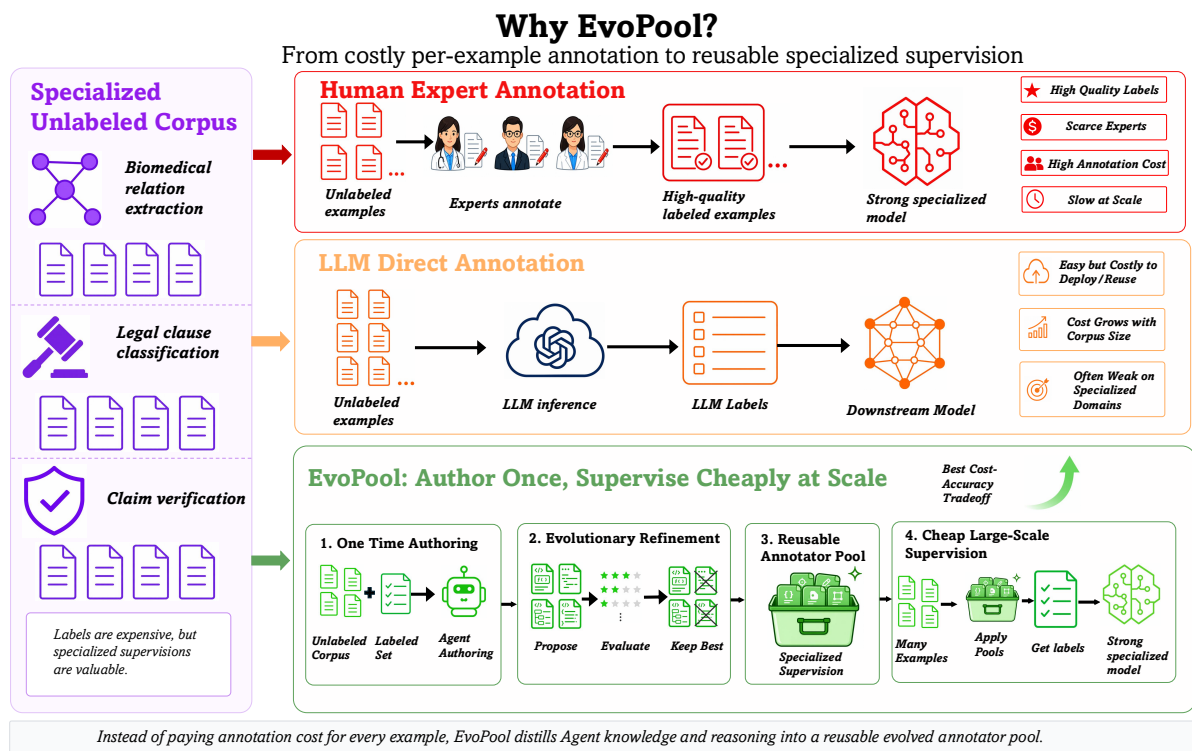 Why EvoPool?
From costly per-example annotation to reusable specialized supervision
Specialized
Unlabeled Corpus
Biomedical
relation
extraction
Legal clause
classification
Claim verification
Labels are expensive, but
specialized supervisions
are valuable.
Human Expert Annotation
Unlabeled
examples
Experts annotate
High-quality
labeled examples
Strong specialized
model
High Quality Labels
Scarce Experts
High Annotation Cost
Slow at Scale
LLM Direct Annotation
Unlabeled
examples
LLM inference
LLM Labels
Downstream Model
Easy but Costly to
Deploy/Reuse
Cost Grows with
Corpus Size
Often Weak on
Specialized
Domains
EvoPool: Author Once, Supervise Cheaply at Scale
Best Cost-
Accuracy
Tradeoff
1. One Time Authoring
Unlabeled
Corpus
Labeled
Set
Agent
Authoring
2. Evolutionary Refinement
Propose
Evaluate
Keep Best
3. Reusable
Annotator Pool
Specialized
Supervision
4. Cheap Large-Scale
Supervision
Many
Examples
Apply
Pools
Get labels
Strong
specialized
model
Instead of paying annotation cost for every example, EvoPool distills Agent knowledge and reasoning into a reusable evolved annotator pool.